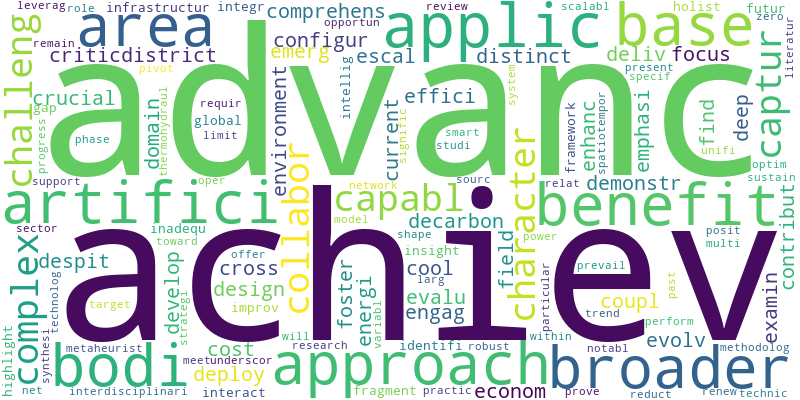 leverag role infrastructur integr comprehens opportun review scalabl holist futur zero
remain area configur emerg applic base literatur
challeng criticdistrict escal distinct deliv focus captur
advanc
gap crucial progress phase domain thermohydraul pivot requir global limit environment intellig current effici signific smart studi system framework spatiotempor enhanc emphasi find unifi deep present specif optim sustain
support oper network sourc relat demonstr
artifici collabor capabl character benefit contribut
sector inadequ toward model decarbon power posit multi
achiev
complex despit technolog develop strategi cross offer design improv foster energi shape insight cool larg evalu engag variabl field particular prevail coupl trend past perform examin
target will within evolv
highlight synthesi metaheurist cost meetunderscor research identifi robust notabl methodolog
bodi deploy approach broader
net interdisciplinari interact fragment practic econom prove reduct renew technic